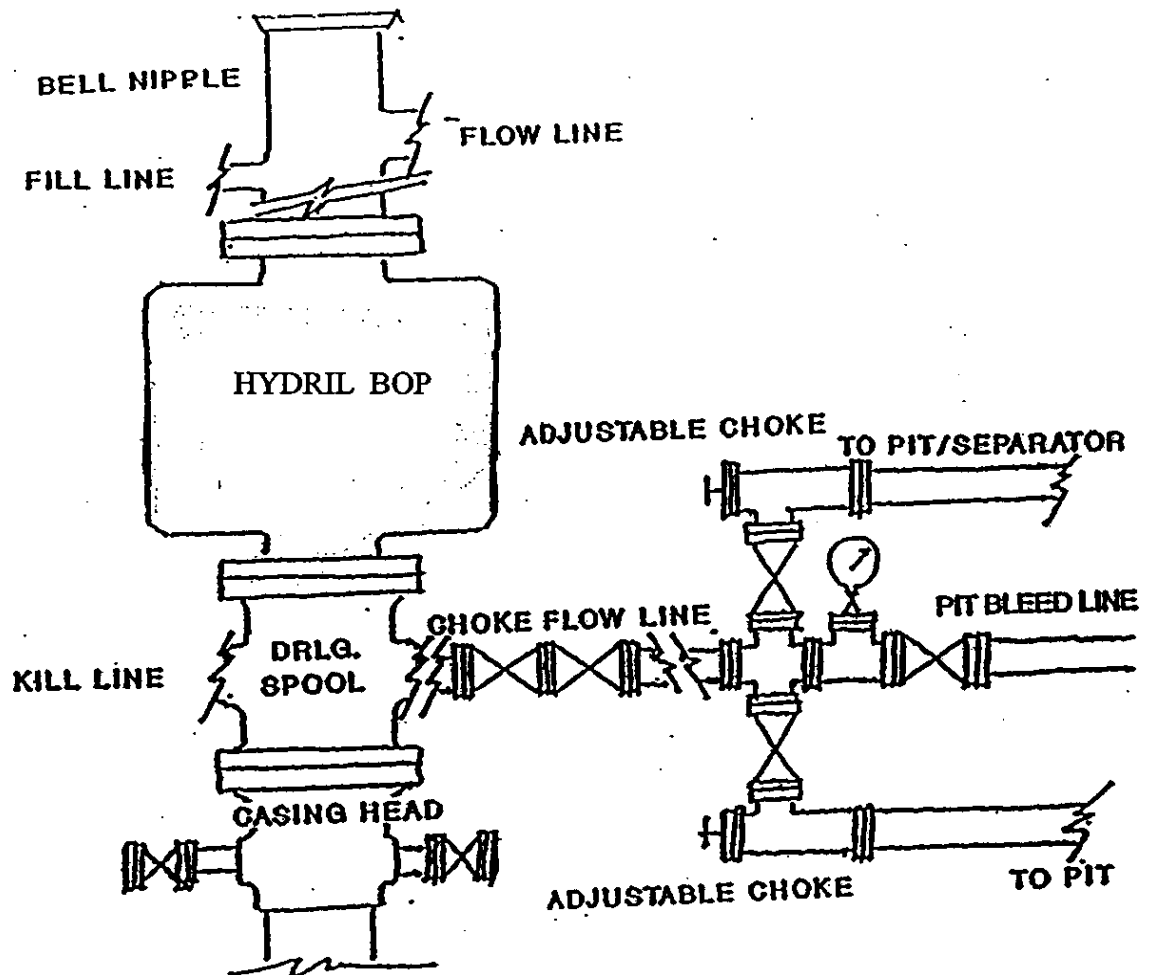 BELL NIPPLE
FLOW LINE
FILL LINE
HYDRIL BOP
ADJUSTABLE CHOKE
TO PIT/SEPARATOR
CHOKE FLOW LINE
PIT BLEED LINE
KILL LINE
DRLG.
SPOOL
CASING HEAD
ADJUSTABLE CHOKE
TO PIT